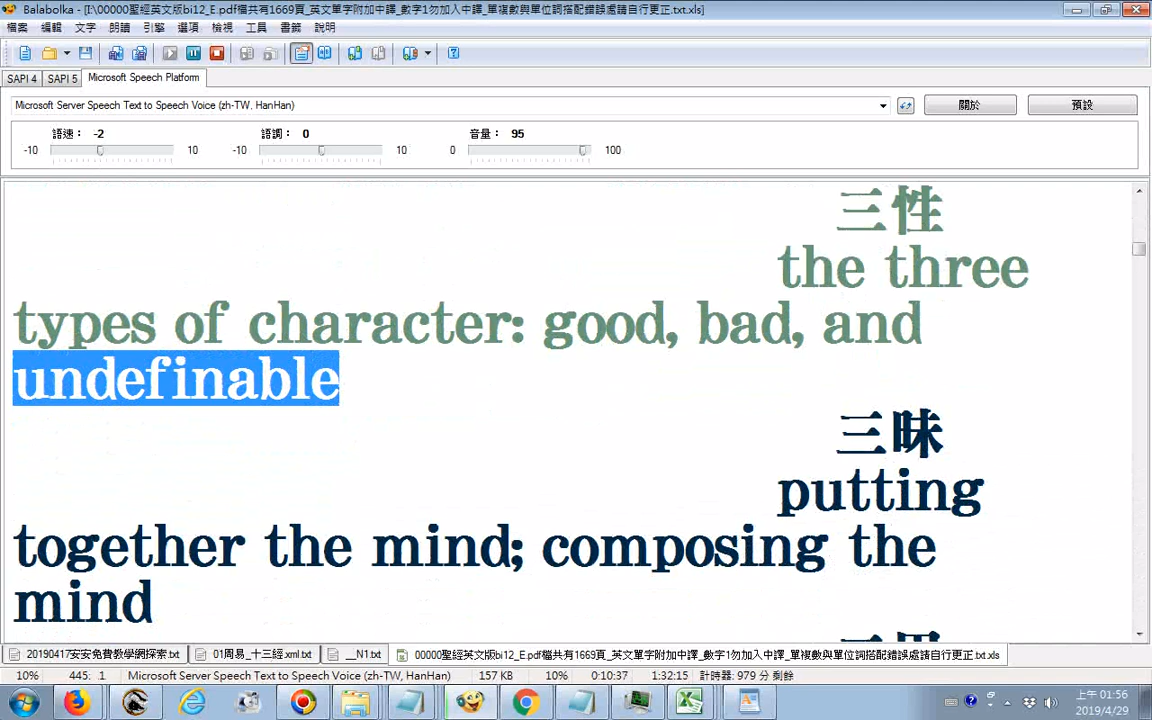 Balabolka - [I:\00000聖經英文版bi12_E.pdf檔共有1669頁_英文單字附加中譯_數字1勿加入中譯_單複數與單位詞搭配錯誤處請自行更正.txt.xls]
檔案 編輯 文字 朗讀 引擎 選項 檢視 工具 書籤 說明
SAPI 4 SAPI 5 Microsoft Speech Platform
Microsoft Server Speech Text to Speech Voice (zh-TW, HanHan) 關於 預設
語速： -2 語調： 0 音量： 95
-10 10 -10 10 0 100
三性
the three
types of character: good, bad, and
undefinable
三昧
putting
together the mind; composing the
mind
20190417安安免費教學網探索.txt 01周易_十三經.xml.txt __N1.txt 00000聖經英文版bi12_E.pdf檔共有1669頁_英文單字附加中譯_數字1勿加入中譯_單複數與單位詞搭配錯誤處請自行更正.txt.xls
10% 445: 1 Microsoft Server Speech Text to Speech Voice (zh-TW, HanHan) 157 KB 10% 0:10:37 1:32:15 計時器: 979 分 剩餘
上午 01:56
2019/4/29